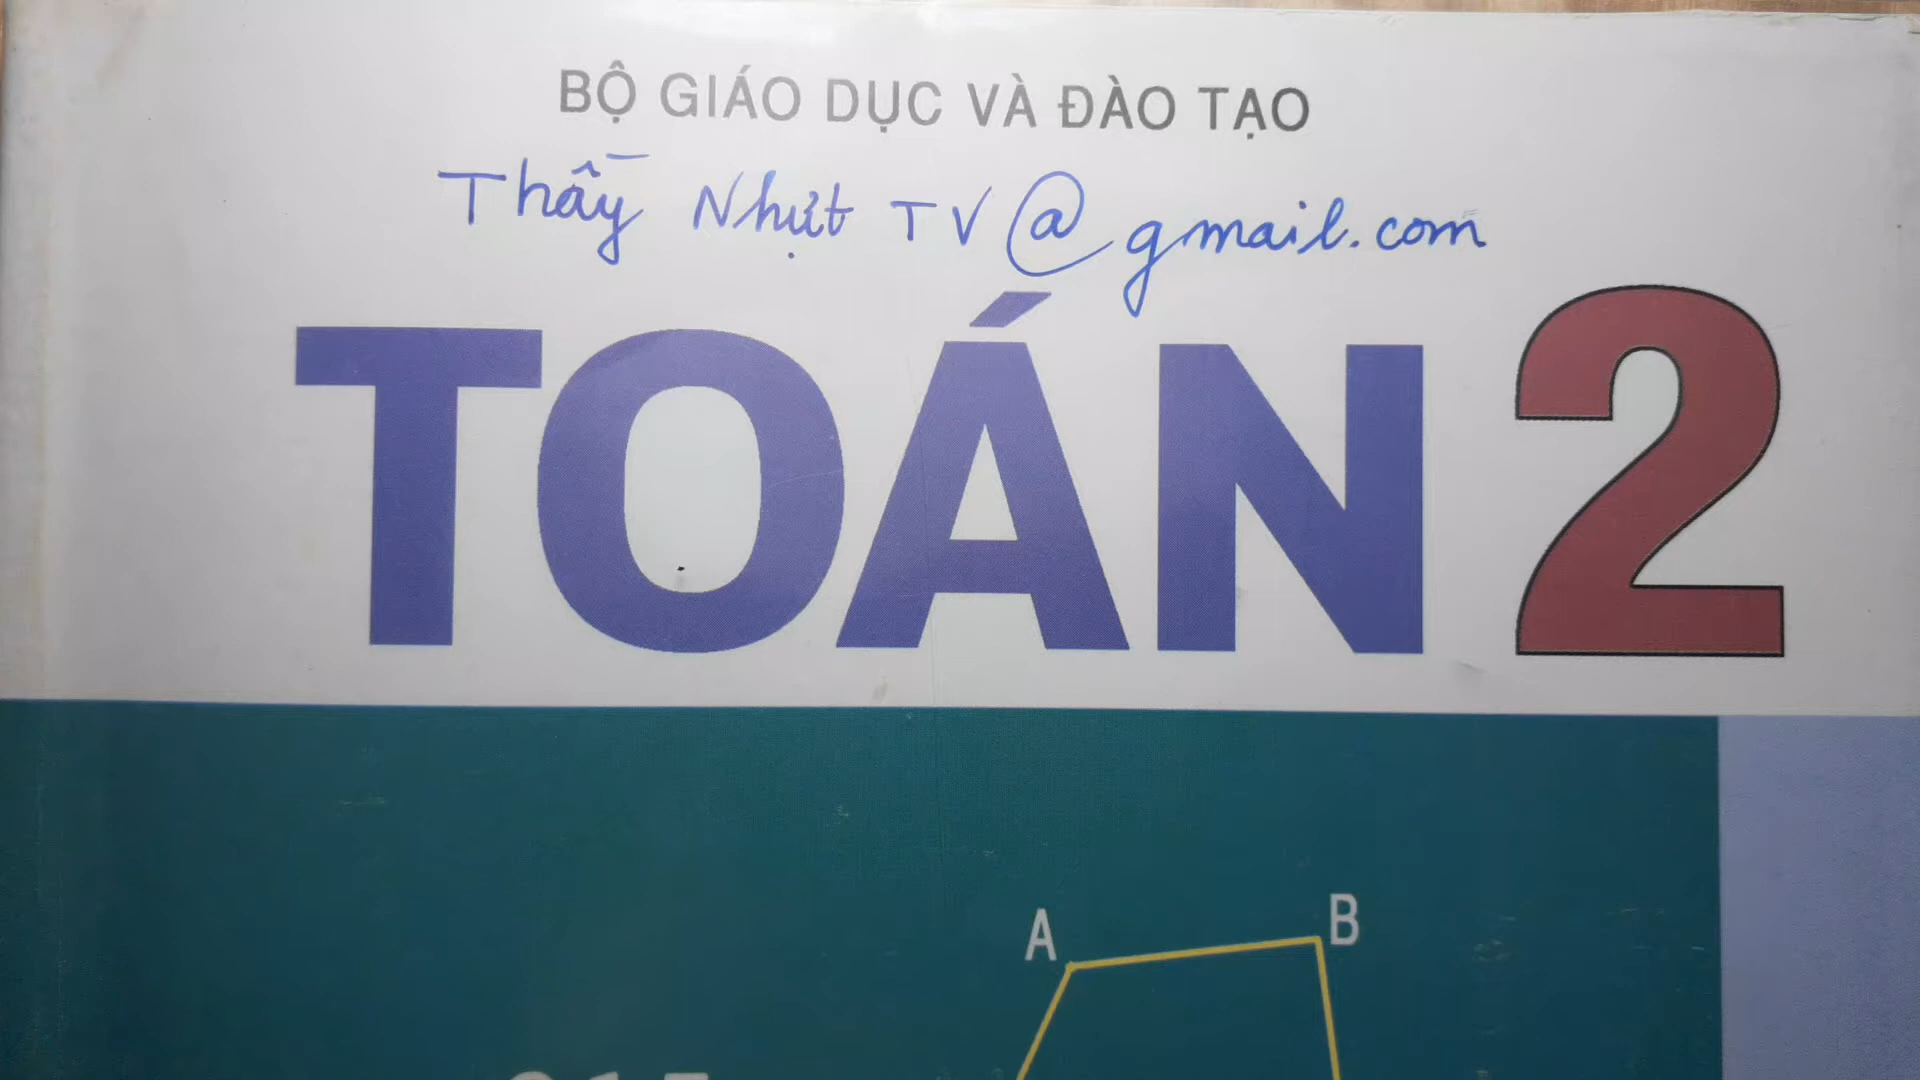 BỘ GIÁO DỤC VÀ ĐÀO TẠO
Thầy Nhựt TV@gmail.com
TOÁN 2
A B